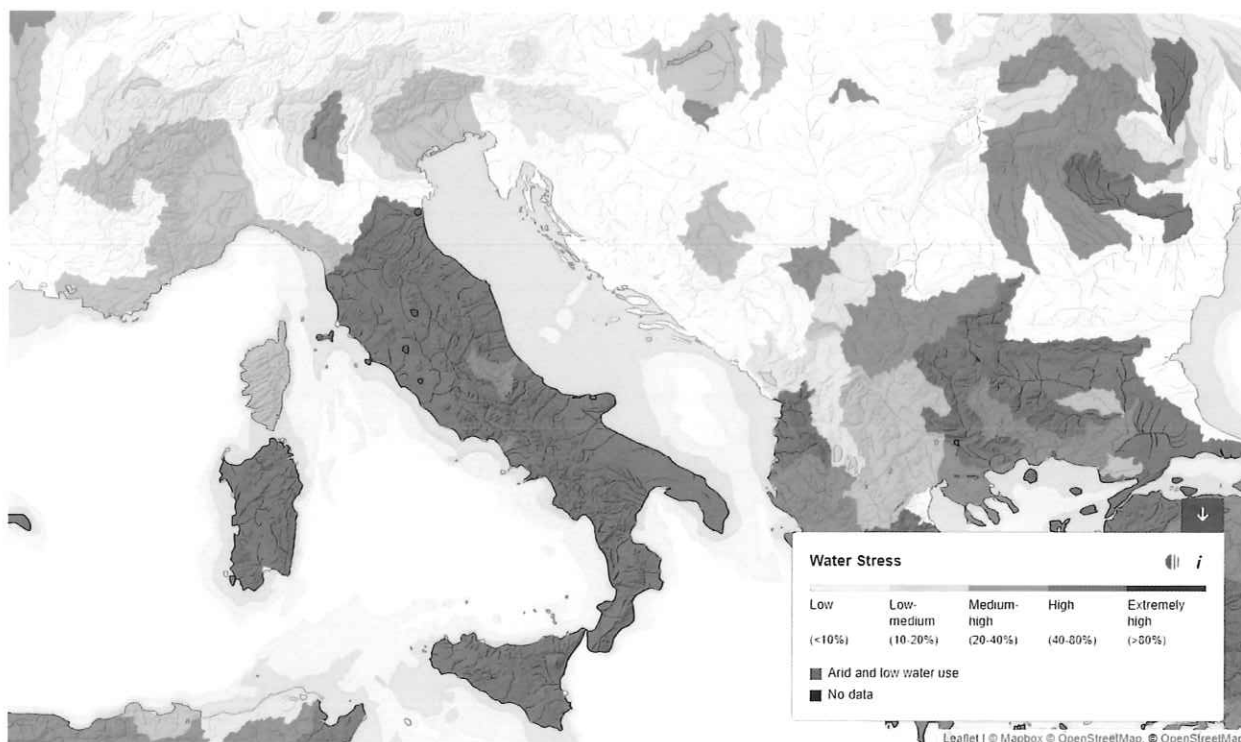 Water Stress
i
Low
Low-
medium
Medium-
high
High
Extremely
high
(<10%)
(10-20%)
(20-40%)
(40-80%)
(>80%)
Arid and low water use
No data
Leaflet | © Mapbox © OpenStreetMap, © OpenStreetMap